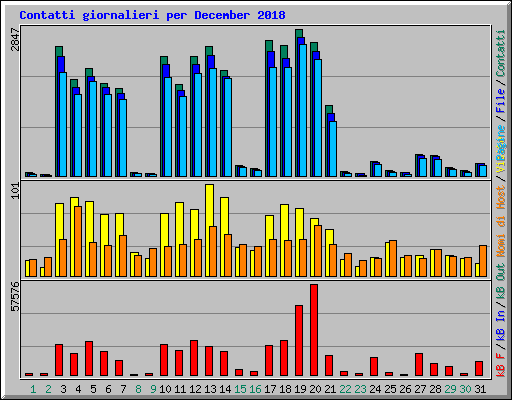 Contatti giornalieri per December 2018
2847
101
57576
kB F / kB In / kB Out Nomi di Host / Pagine / File / Contatti
1 2 3 4 5 6 7 8 9 10 11 12 13 14 15 16 17 18 19 20 21 22 23 24 25 26 27 28 29 30 31